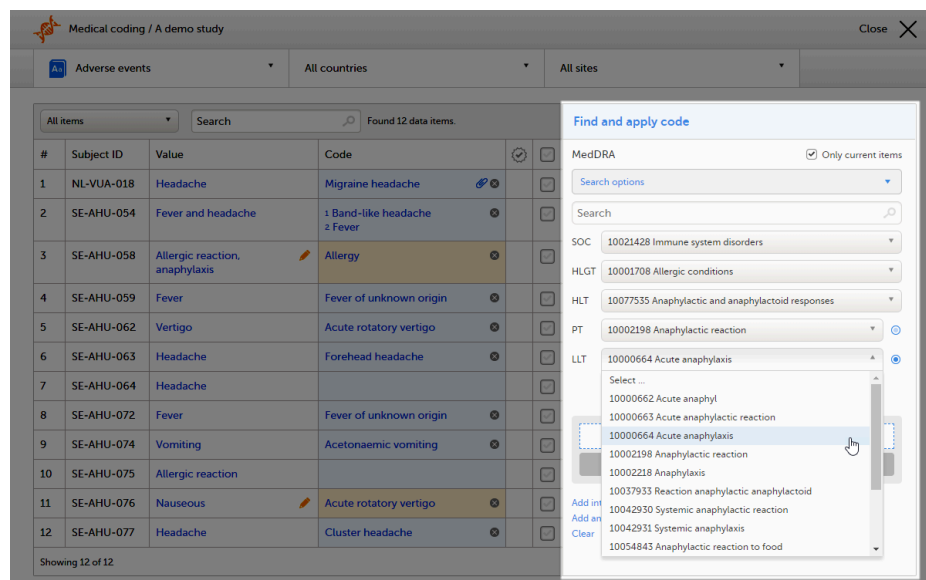 Medical coding / A demo study
Close
Adverse events
All countries
All sites
All items
Search
Found 12 data items.
# Subject ID Value Code
1 NL-VUA-018 Headache Migraine headache
2 SE-AHU-054 Fever and headache 1 Band-like headache
2 Fever
3 SE-AHU-058 Allergic reaction, Allergy
anaphylaxis
4 SE-AHU-059 Fever Fever of unknown origin
5 SE-AHU-062 Vertigo Acute rotatory vertigo
6 SE-AHU-063 Headache Forehead headache
7 SE-AHU-064 Headache
8 SE-AHU-072 Fever Fever of unknown origin
9 SE-AHU-074 Vomiting Acetonaemic vomiting
10 SE-AHU-075 Allergic reaction
11 SE-AHU-076 Nauseous Acute rotatory vertigo
12 SE-AHU-077 Headache Cluster headache
Showing 12 of 12
Find and apply code
MedDRA Only current items
Search options
Search
SOC 10021428 Immune system disorders
HLGT 10001708 Allergic conditions
HLT 10077535 Anaphylactic and anaphylactoid responses
PT 10002198 Anaphylactic reaction
LLT 10000664 Acute anaphylaxis
Select ...
10000662 Acute anaphyl
10000663 Acute anaphylactic reaction
10000664 Acute anaphylaxis
10002198 Anaphylactic reaction
10002218 Anaphylaxis
10037933 Reaction anaphylactic anaphylactoid
10042930 Systemic anaphylactic reaction
10042931 Systemic anaphylaxis
10054843 Anaphylactic reaction to food
Add
Add
Clear